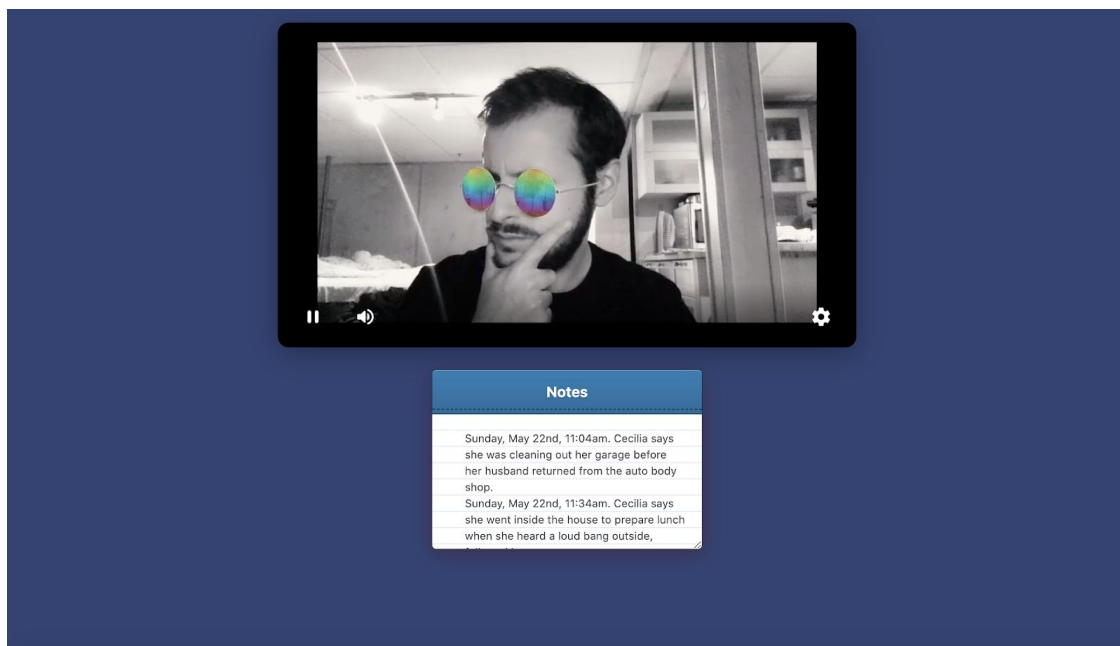 Notes
Sunday, May 22nd, 11:04am. Cecilia says
she was cleaning out her garage before
her husband returned from the auto body
shop.
Sunday, May 22nd, 11:34am. Cecilia says
she went inside the house to prepare lunch
when she heard a loud bang outside,